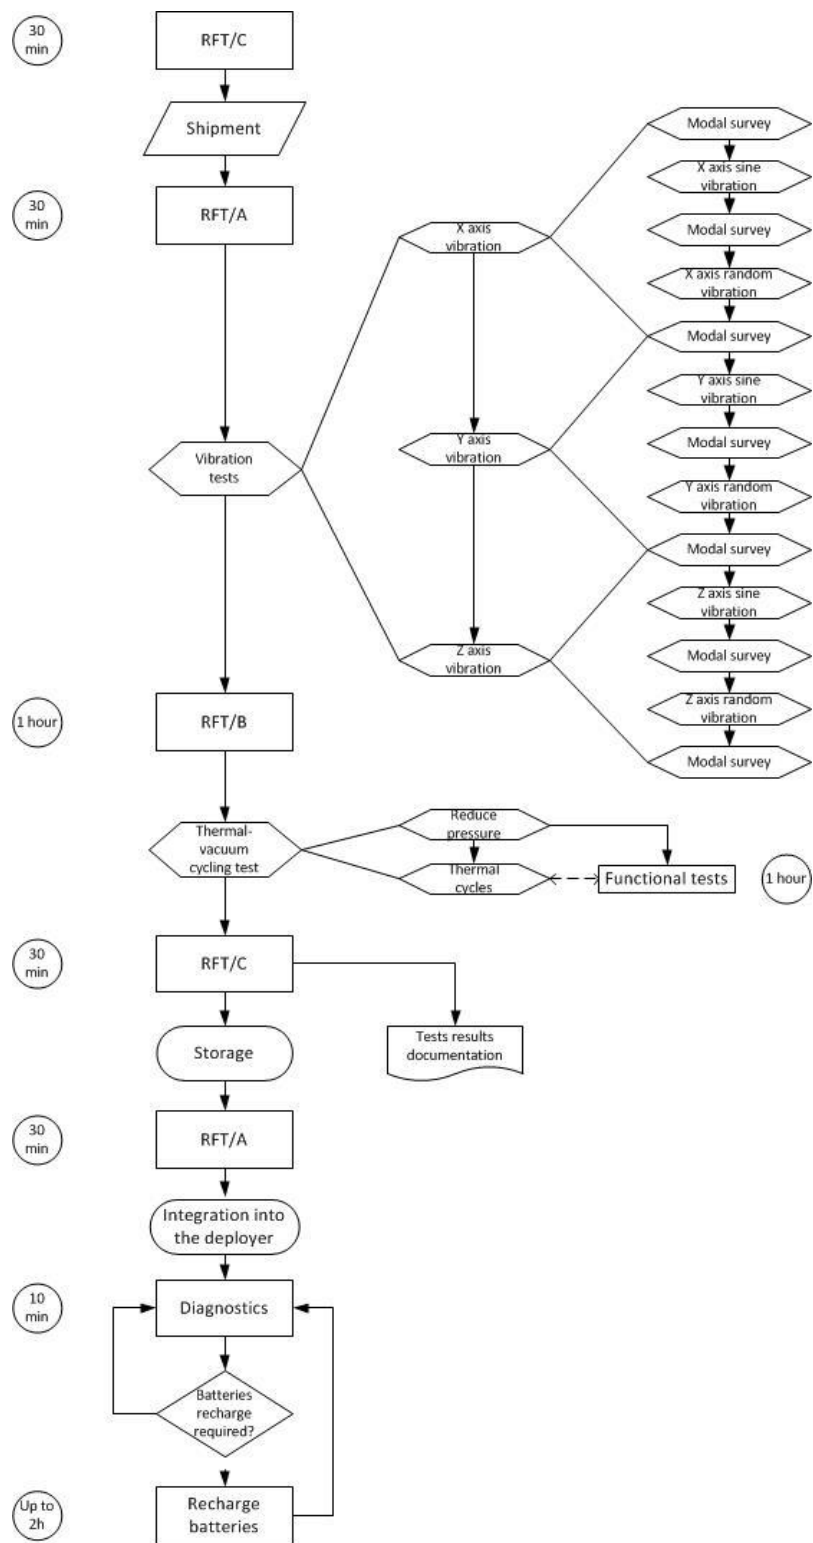 30
min
RFT/C
Shipment
30
min
RFT/A
Vibration
tests
X axis
vibration
Y axis
vibration
Z axis
vibration
Modal survey
X axis sine
vibration
Modal survey
X axis random
vibration
Modal survey
Y axis sine
vibration
Modal survey
Y axis random
vibration
Modal survey
Z axis sine
vibration
Modal survey
Z axis random
vibration
Modal survey
1 hour
RFT/B
Thermal-
vacuum
cycling test
Reduce
pressure
Thermal
cycles
Functional tests
1 hour
30
min
RFT/C
Tests results
documentation
Storage
30
min
RFT/A
Integration into
the deployer
10
min
Diagnostics
Batteries
recharge
required?
Up to
2h
Recharge
batteries